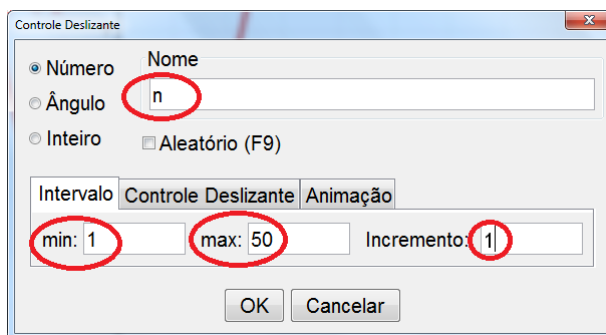 Controle Deslizante
Número
Nome
Ângulo
n
Inteiro
Aleatório (F9)
Intervalo Controle Deslizante Animação
min: 1 max: 50 Incremento: 1
OK Cancelar